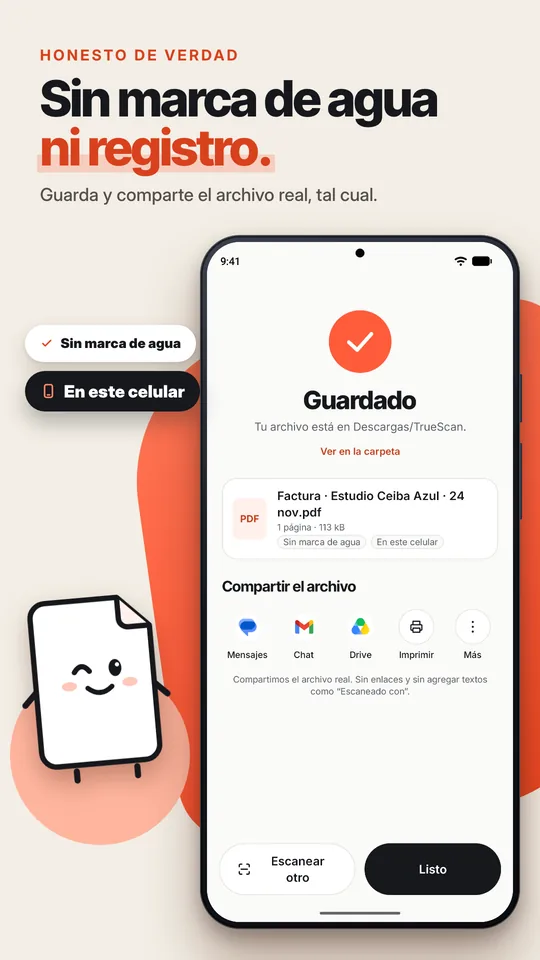 HONESTO DE VERDAD
Sin marca de agua
ni registro.
Guarda y comparte el archivo real, tal cual.
9:41
Sin marca de agua
En este celular
Guardado
Tu archivo está en Descargas/TrueScan.
Ver en la carpeta
PDF
Factura · Estudio Ceiba Azul · 24
nov.pdf
1 página · 113 kB
Sin marca de agua
En este celular
Compartir el archivo
Mensajes
Chat
Drive
Imprimir
Más
Compartimos el archivo real. Sin enlaces y sin agregar textos
como “Escaneado con”.
Escanear
otro
Listo